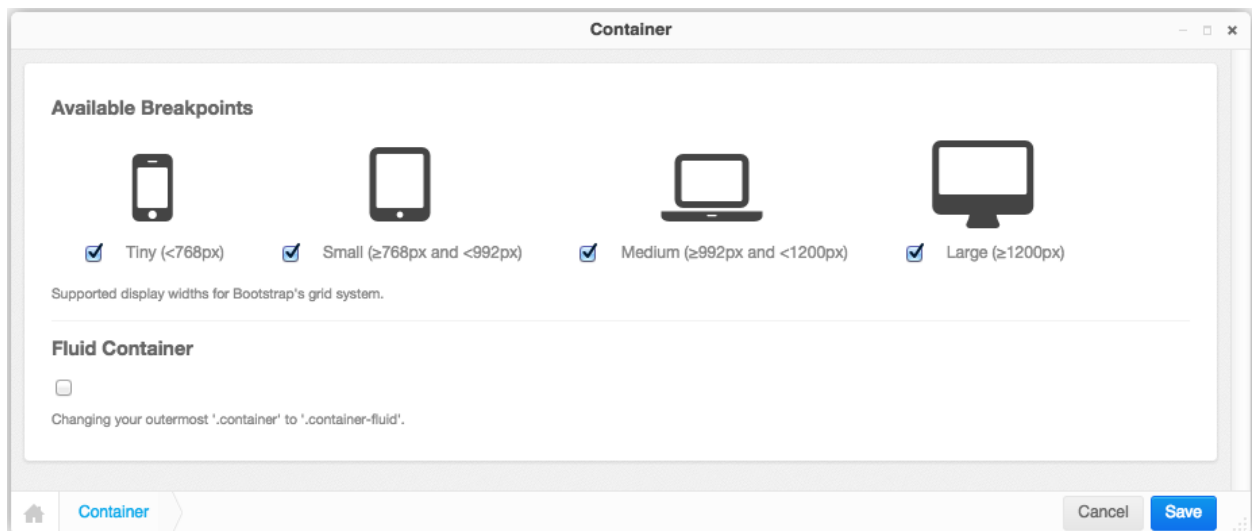 Container
Available Breakpoints
Tiny (<768px) Small (≥768px and <992px) Medium (≥992px and <1200px) Large (≥1200px)
Supported display widths for Bootstrap's grid system.
Fluid Container
Changing your outermost '.container' to '.container-fluid'.
Container Cancel Save